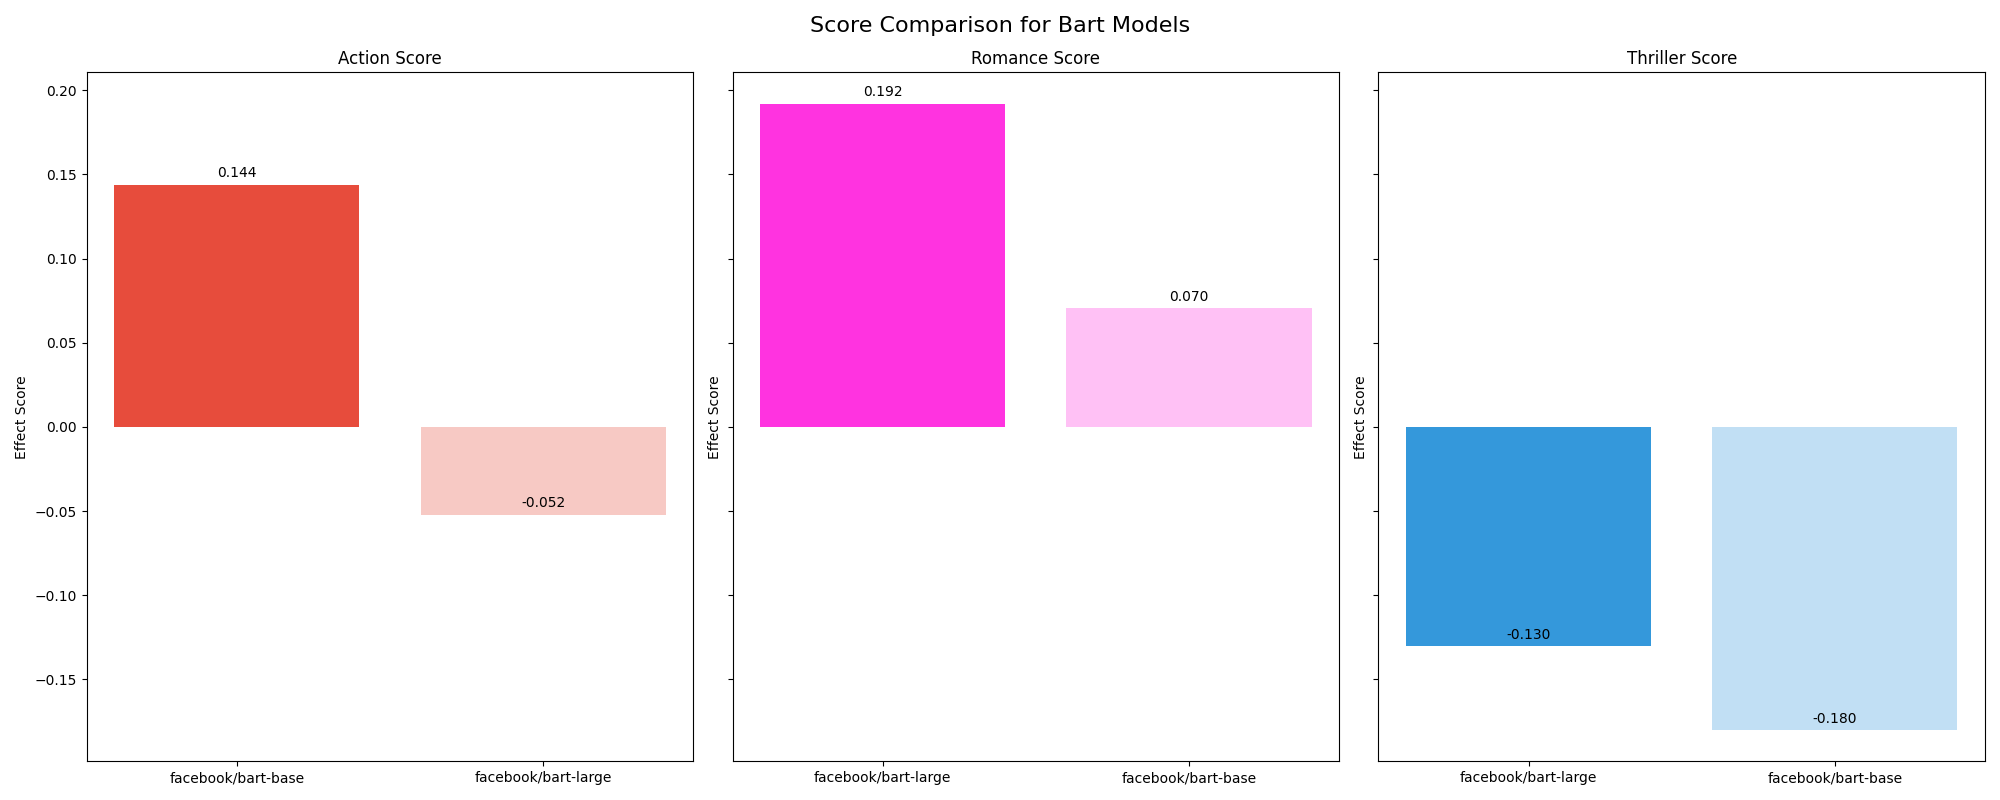 Score Comparison for Bart Models
Action Score
Effect Score
0.20
0.15
0.10
0.05
0.00
−0.05
−0.10
−0.15
0.144
-0.052
facebook/bart-base
facebook/bart-large
Romance Score
Effect Score
0.192
0.070
facebook/bart-large
facebook/bart-base
Thriller Score
Effect Score
-0.130
-0.180
facebook/bart-large
facebook/bart-base